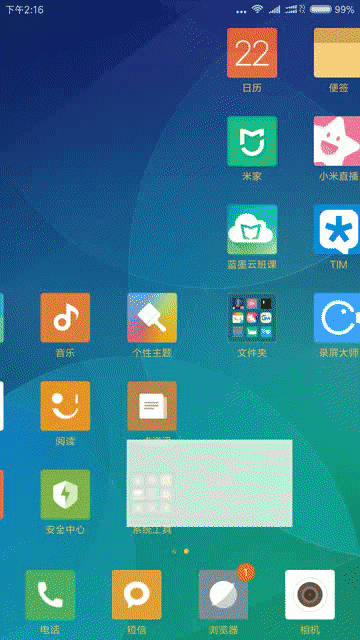 下午2:16
99%
22
日历
便签
米家
小米直播
蓝墨云班课
TIM
音乐
个性主题
文件夹
录屏大师
阅读
安全中心
系统工具
1
电话
短信
浏览器
相机